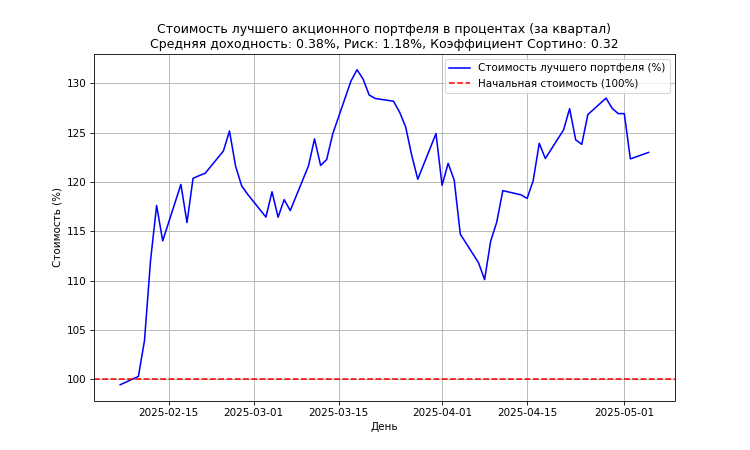 Стоимость лучшего акционного портфеля в процентах (за квартал)
Средняя доходность: 0.38%, Риск: 1.18%, Коэффициент Сортино: 0.32
Стоимость лучшего портфеля (%)
Начальная стоимость (100%)
Стоимость (%)
130
125
120
115
110
105
100
2025-02-15
2025-03-01
2025-03-15
2025-04-01
2025-04-15
2025-05-01
День